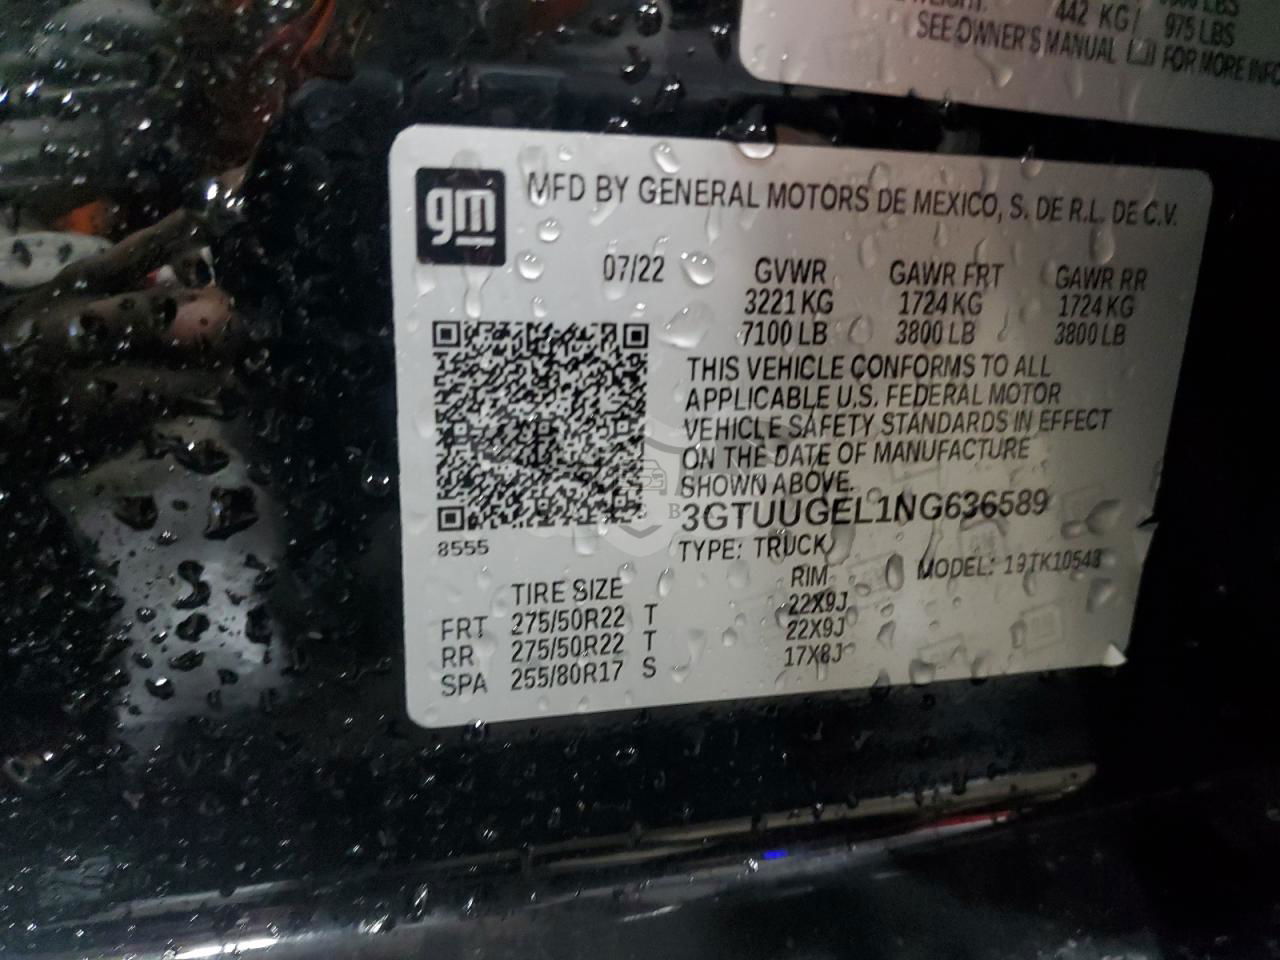 442 KG/ 975 LBS
SEE OWNER'S MANUAL FOR MORE INFO
gm
MFD BY GENERAL MOTORS DE MEXICO, S. DE R.L. DE C.V.
07/22 GVWR GAWR FRT GAWR RR
3221 KG 1724 KG 1724 KG
7100 LB 3800 LB 3800 LB
THIS VEHICLE CONFORMS TO ALL
APPLICABLE U.S. FEDERAL MOTOR
VEHICLE SAFETY STANDARDS IN EFFECT
ON THE DATE OF MANUFACTURE
SHOWN ABOVE.
3GTUUGEL1NG636589
8555
TYPE: TRUCK MODEL: 19TK10543
TIRE SIZE RIM
FRT 275/50R22 T 22X9J
RR 275/50R22 T 22X9J
SPA 255/80R17 S 17X8J